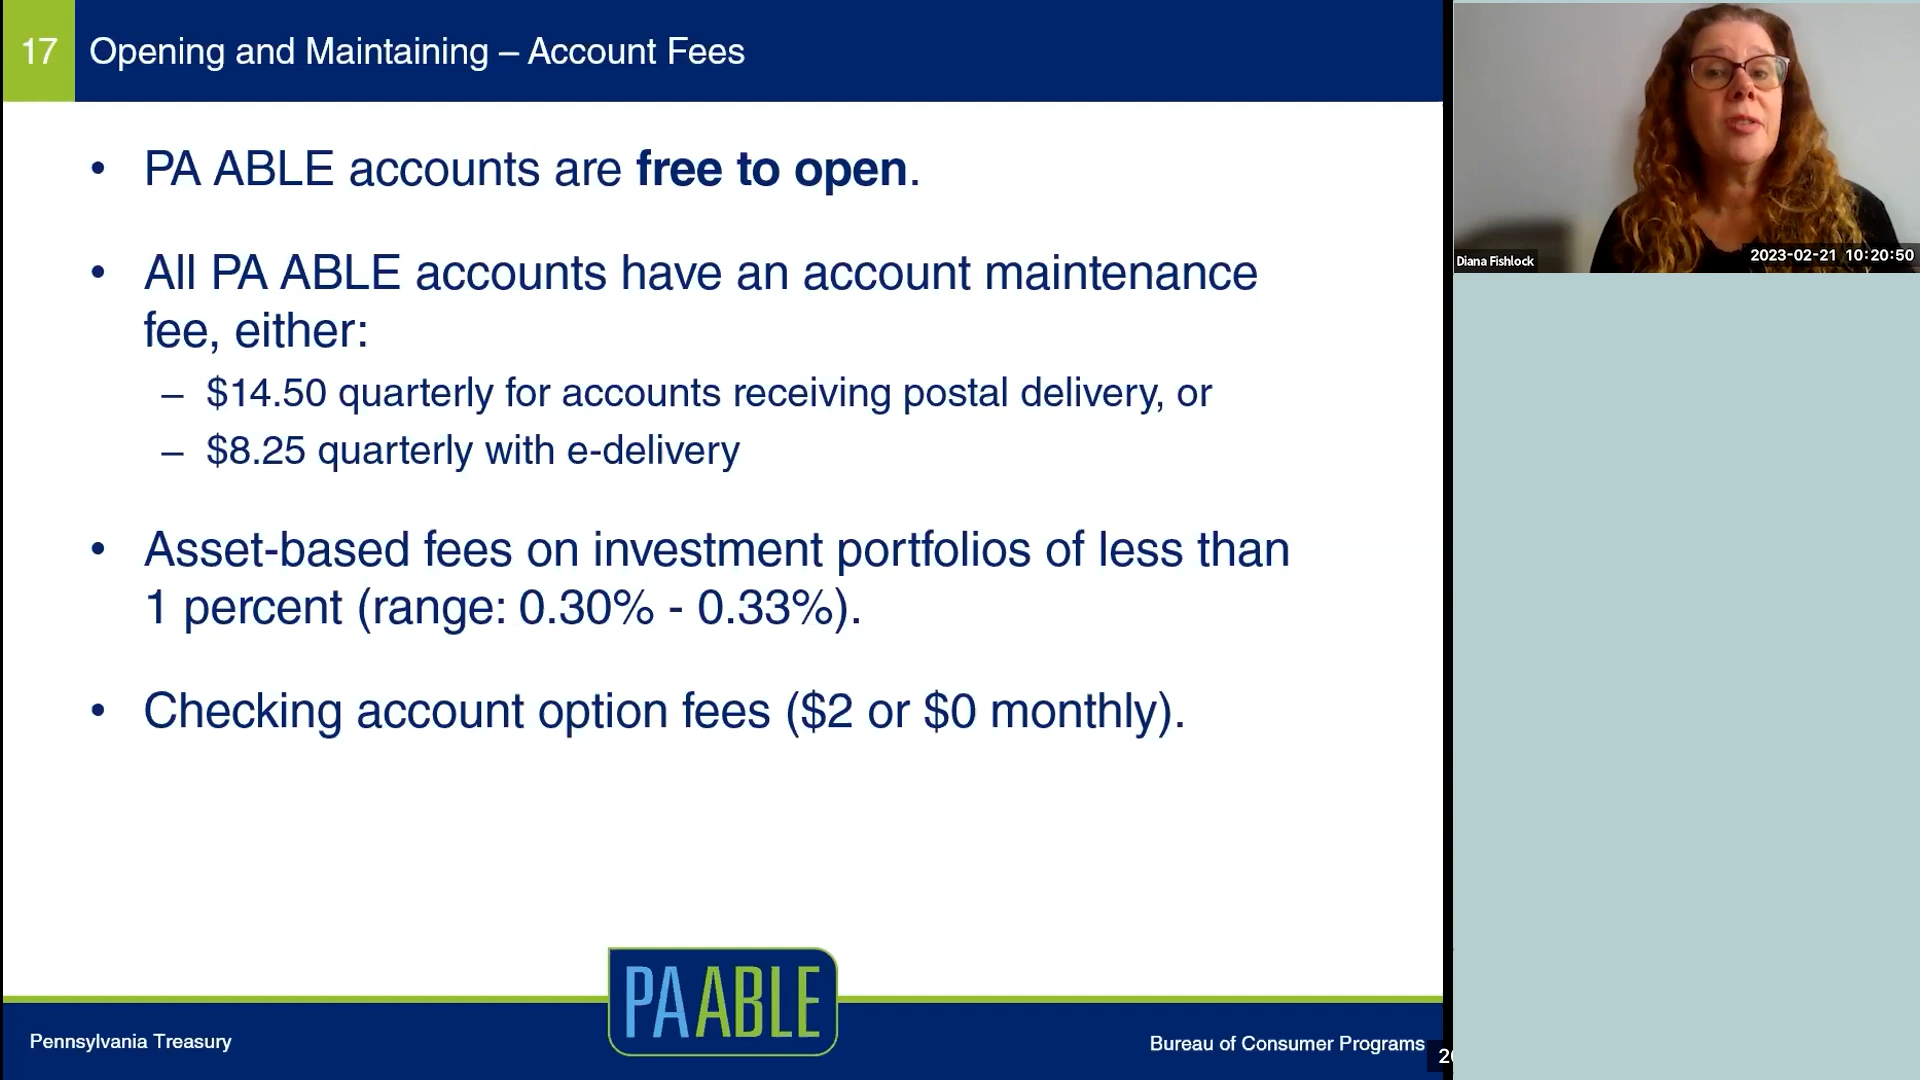 17 Opening and Maintaining – Account Fees
• PA ABLE accounts are free to open.
• All PA ABLE accounts have an account maintenance
fee, either:
– $14.50 quarterly for accounts receiving postal delivery, or
– $8.25 quarterly with e-delivery
• Asset-based fees on investment portfolios of less than
1 percent (range: 0.30% - 0.33%).
• Checking account option fees ($2 or $0 monthly).
PA ABLE
Pennsylvania Treasury
Bureau of Consumer Programs
Diana Fishlock
2023-02-21 10:20:50